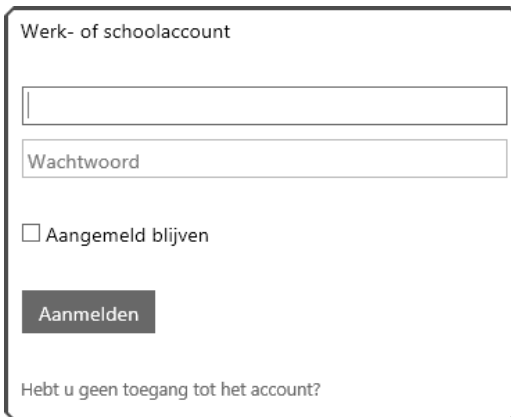 Werk- of schoolaccount
Wachtwoord
Aangemeld blijven
Aanmelden
Hebt u geen toegang tot het account?